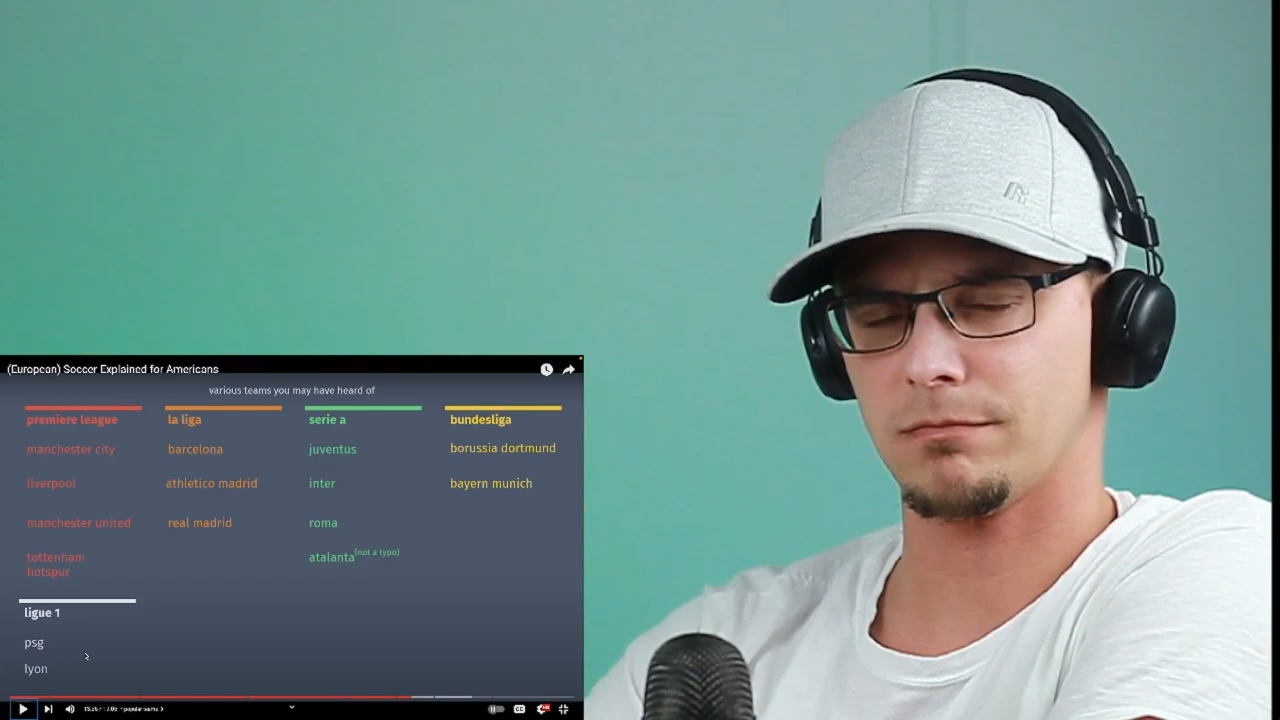 (European) Soccer Explained for Americans
various teams you may have heard of
premiere league
manchester city
liverpool
manchester united
tottenham
hotspur
la liga
barcelona
athletico madrid
real madrid
serie a
juventus
inter
roma
atalanta(not a typo)
bundesliga
borussia dortmund
bayern munich
ligue 1
psg
lyon
CC